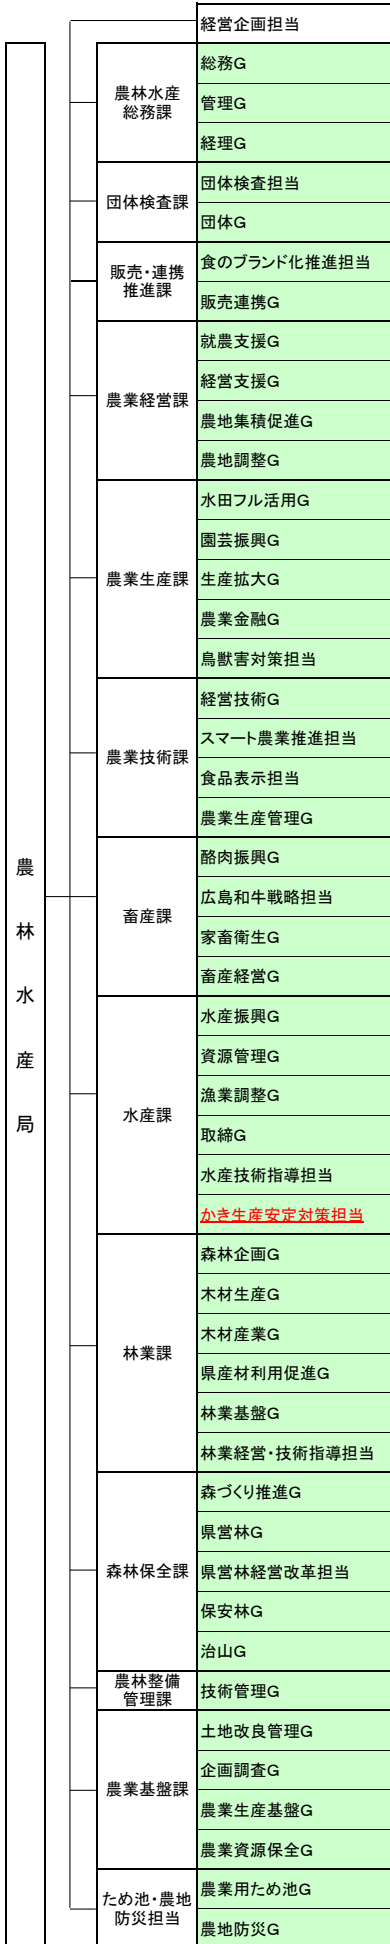 経営企画担当
農林水産局
農林水産
総務課
総務G
管理G
経理G
団体検査課
団体検査担当
団体G
販売・連携
推進課
食のブランド化推進担当
販売連携G
農業経営課
就農支援G
経営支援G
農地集積促進G
農地調整G
農業生産課
水田フル活用G
園芸振興G
生産拡大G
農業金融G
鳥獣害対策担当
農業技術課
経営技術G
スマート農業推進担当
食品表示担当
農業生産管理G
畜産課
酪肉振興G
広島和牛戦略担当
家畜衛生G
畜産経営G
水産課
水産振興G
資源管理G
漁業調整G
取締G
水産技術指導担当
かき生産安定対策担当
林業課
森林企画G
木材生産G
木材産業G
県産材利用促進G
林業基盤G
林業経営・技術指導担当
森林保全課
森づくり推進G
県営林G
県営林経営改革担当
保安林G
治山G
農林整備
管理課
技術管理G
農業基盤課
土地改良管理G
企画調査G
農業生産基盤G
農業資源保全G
ため池・農地
防災担当
農業用ため池G
農地防災G